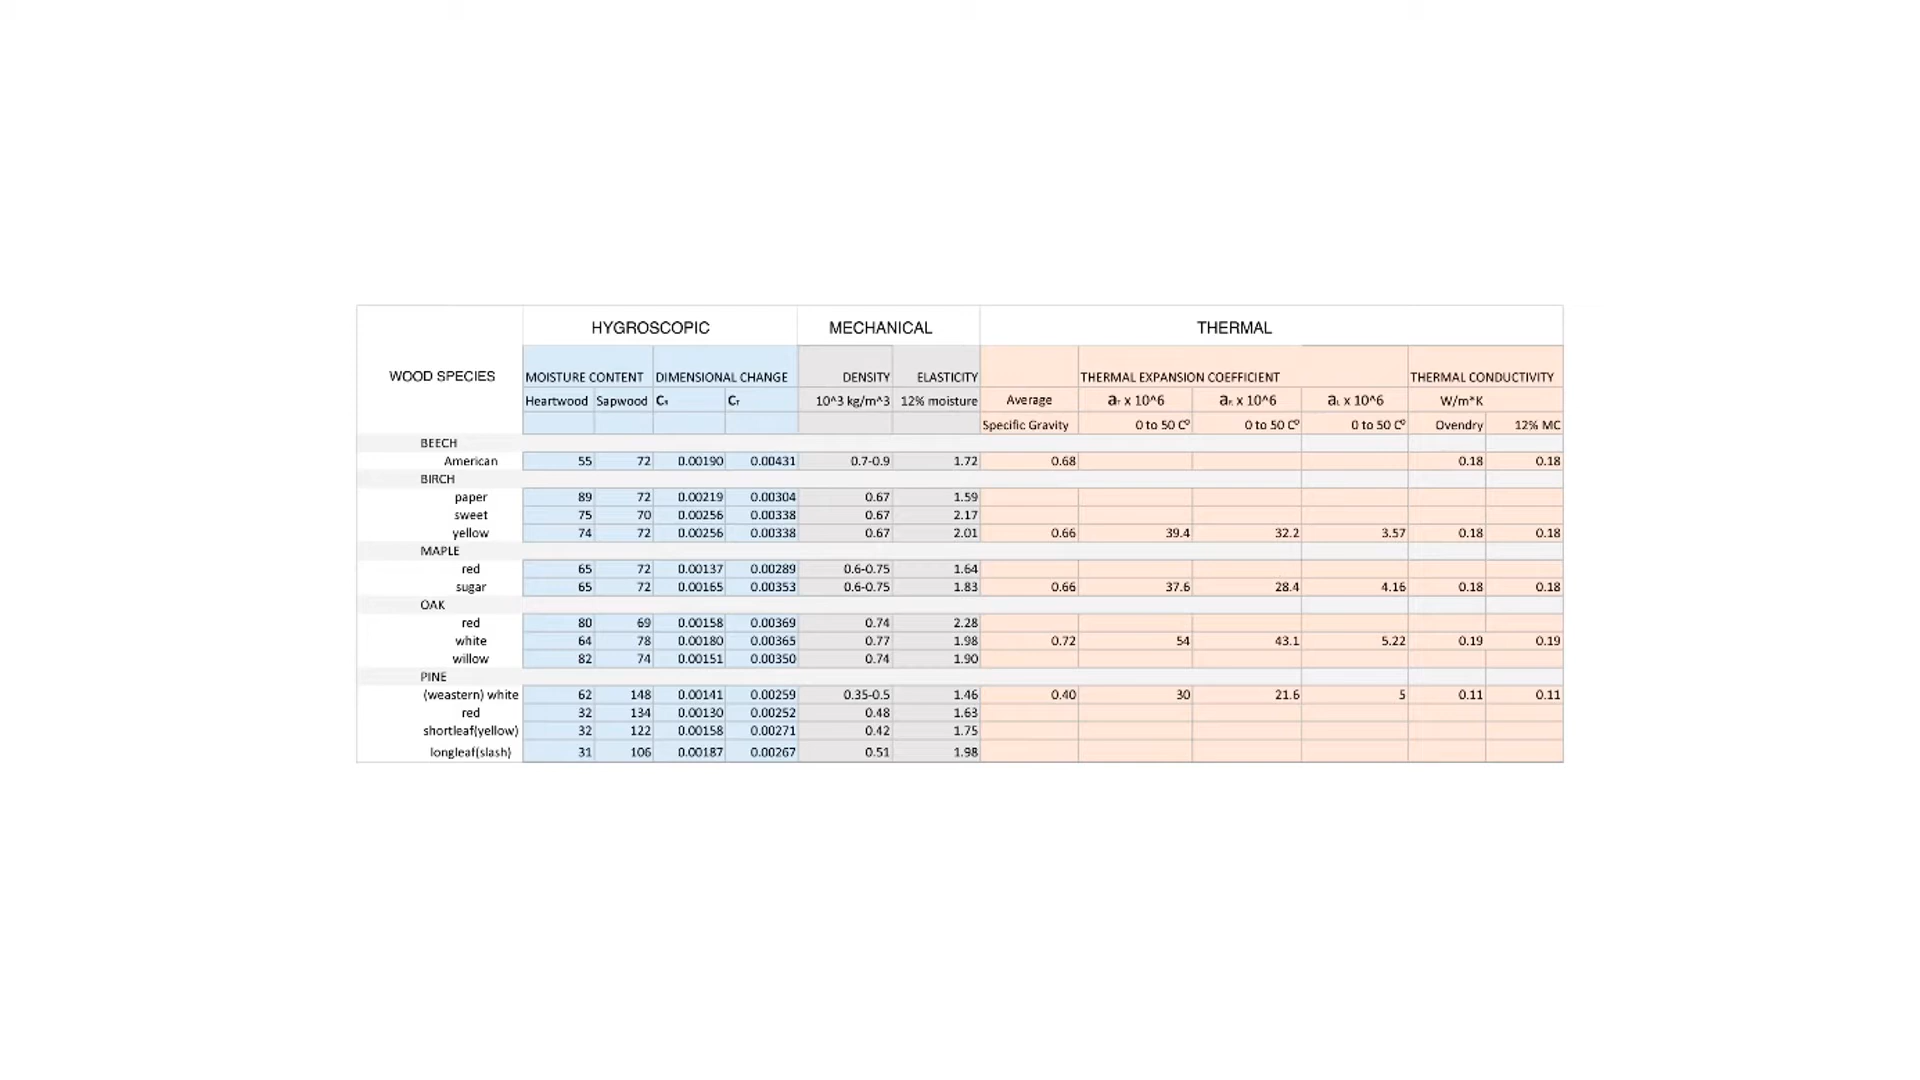 HYGROSCOPIC MECHANICAL THERMAL
WOOD SPECIES MOISTURE CONTENT DIMENSIONAL CHANGE DENSITY ELASTICITY THERMAL EXPANSION COEFFICIENT THERMAL CONDUCTIVITY
Heartwood Sapwood CR CT 10^3 kg/m^3 12% moisture Average aT x 10^6 aR x 10^6 aL x 10^6 W/m*K
Specific Gravity 0 to 50 C° 0 to 50 C° 0 to 50 C° Ovendry 12% MC
BEECH
American 55 72 0.00190 0.00431 0.7-0.9 1.72 0.68 0.18 0.18
BIRCH
paper 89 72 0.00219 0.00304 0.67 1.59
sweet 75 70 0.00256 0.00338 0.67 2.17
yellow 74 72 0.00256 0.00338 0.67 2.01 0.66 39.4 32.2 3.57 0.18 0.18
MAPLE
red 65 72 0.00137 0.00289 0.6-0.75 1.64
sugar 65 72 0.00165 0.00353 0.6-0.75 1.83 0.66 37.6 28.4 4.16 0.18 0.18
OAK
red 80 69 0.00158 0.00369 0.74 2.28
white 64 78 0.00180 0.00365 0.77 1.98 0.72 54 43.1 5.22 0.19 0.19
willow 82 74 0.00151 0.00350 0.74 1.90
PINE
(weastern) white 62 148 0.00141 0.00259 0.35-0.5 1.46 0.40 30 21.6 5 0.11 0.11
red 32 134 0.00130 0.00252 0.48 1.63
shortleaf(yellow) 32 122 0.00158 0.00271 0.42 1.75
longleaf(slash) 31 106 0.00187 0.00267 0.51 1.98